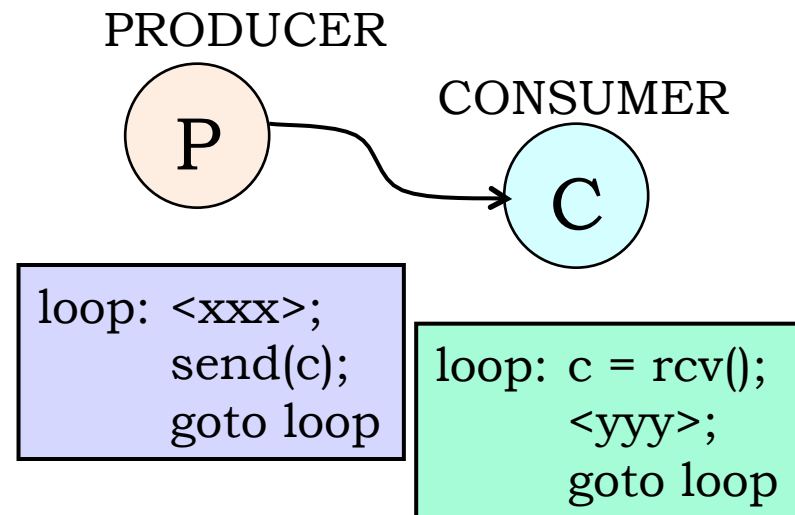 PRODUCER
P
CONSUMER
C
loop: <xxx>;
send(c);
goto loop
loop: c = rcv();
<yyy>;
goto loop